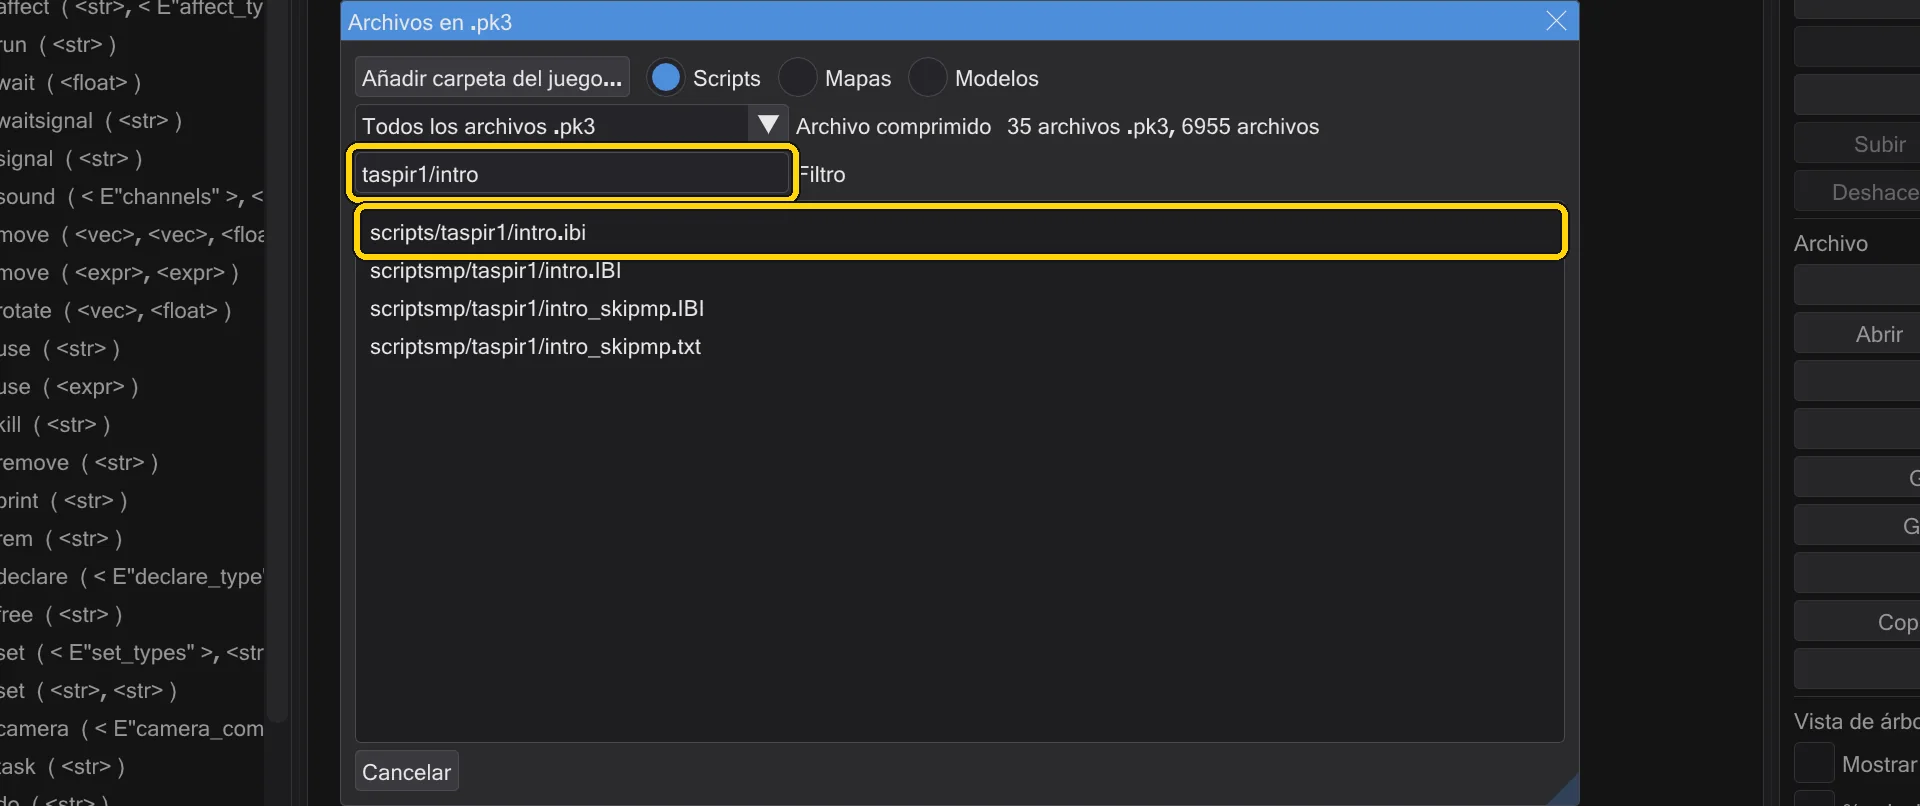 affect ( <str>, < E"affect_ty
run ( <str> )
wait ( <float> )
waitsignal ( <str> )
signal ( <str> )
sound ( < E"channels" >, <
move ( <vec>, <vec>, <floa
move ( <expr>, <expr> )
rotate ( <vec>, <float> )
use ( <str> )
use ( <expr> )
kill ( <str> )
remove ( <str> )
print ( <str> )
rem ( <str> )
declare ( < E"declare_type"
free ( <str> )
set ( < E"set_types" >, <str
set ( <str>, <str> )
camera ( < E"camera_com
task ( <str> )
do ( <str> )
Archivos en .pk3
Añadir carpeta del juego...
Scripts
Mapas
Modelos
Todos los archivos .pk3
Archivo comprimido 35 archivos .pk3, 6955 archivos
taspir1/intro
Filtro
scripts/taspir1/intro.ibi
scriptsmp/taspir1/intro.IBI
scriptsmp/taspir1/intro_skipmp.IBI
scriptsmp/taspir1/intro_skipmp.txt
Cancelar
Subir
Deshace
Archivo
Abrir
G
G
Cop
Vista de árbo
Mostrar